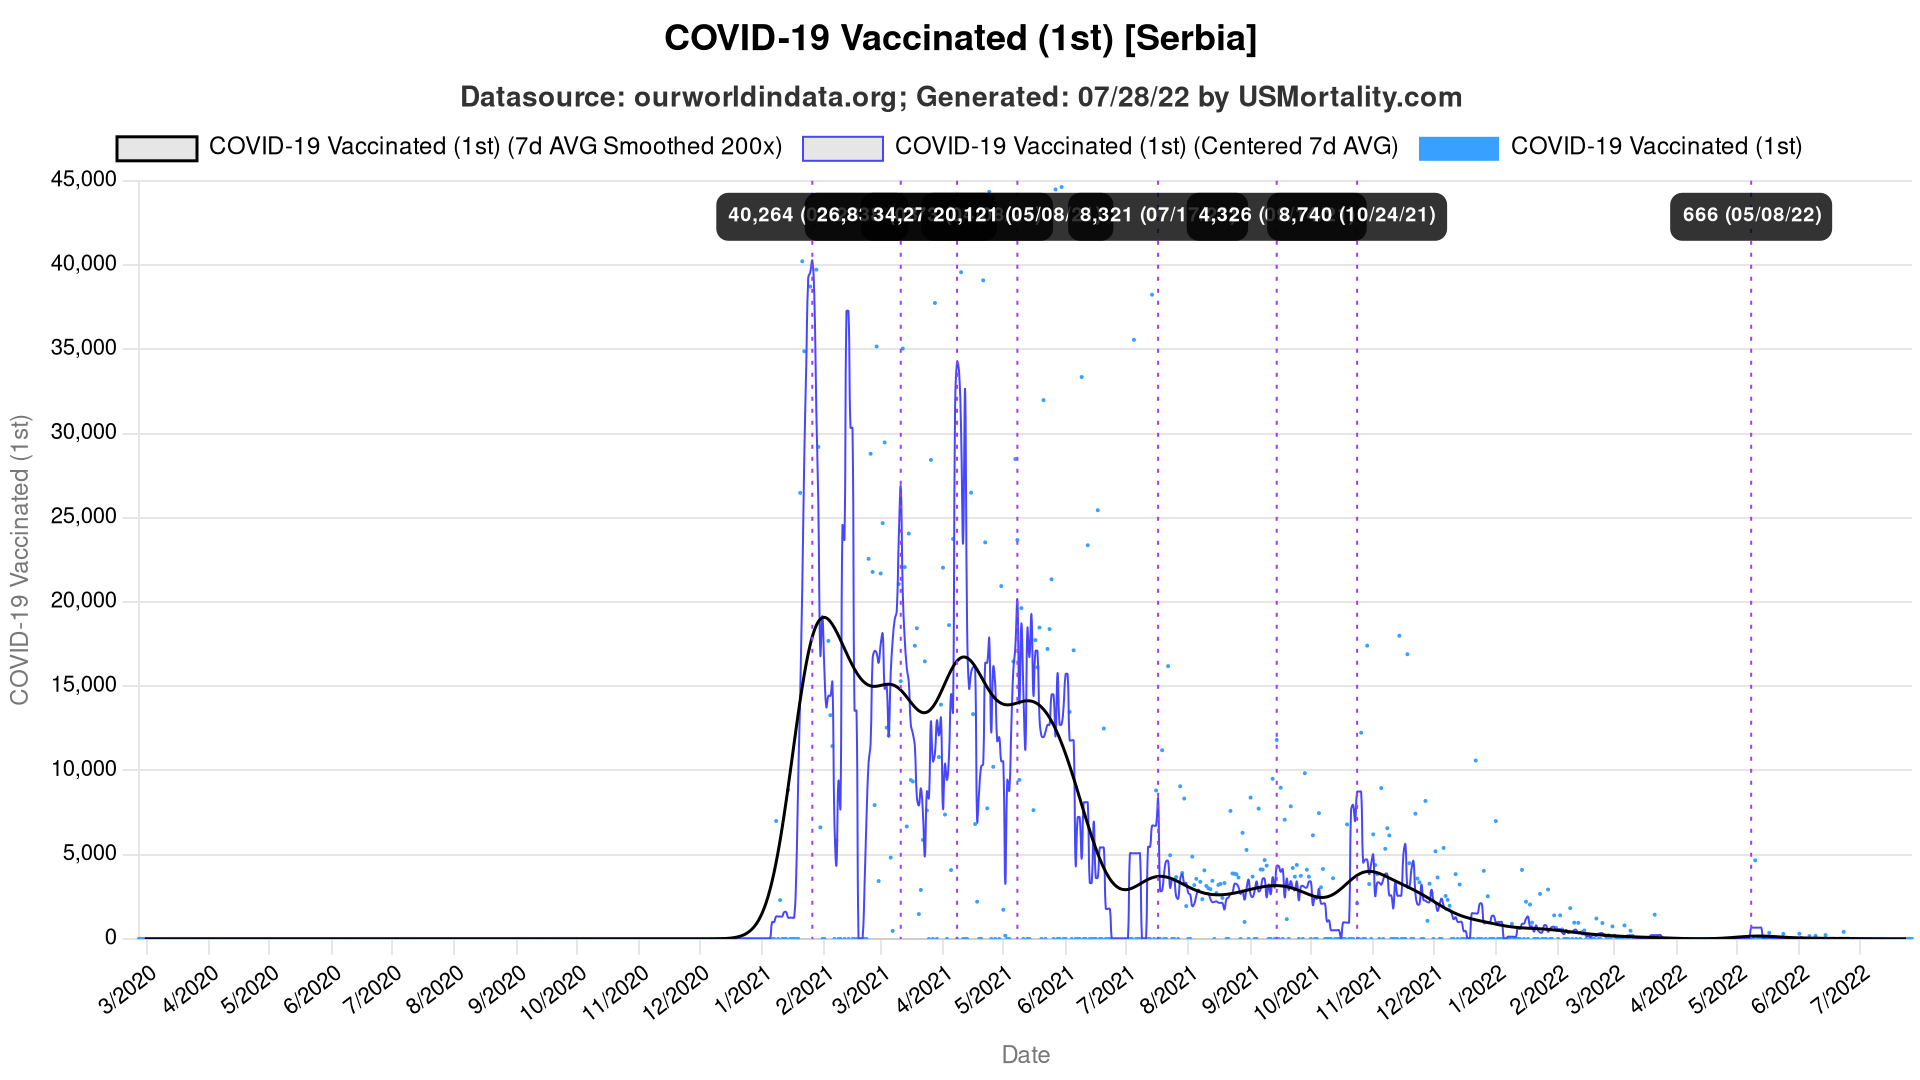 COVID-19 Vaccinated (1st) [Serbia]
Datasource: ourworldindata.org; Generated: 07/28/22 by USMortality.com
COVID-19 Vaccinated (1st) (7d AVG Smoothed 200x) COVID-19 Vaccinated (1st) (Centered 7d AVG) COVID-19 Vaccinated (1st)
45,000
40,264 ( 26,8 34,27 20,121 (05/08/ 8,321 (07/1 4,326 ( 8,740 (10/24/21) 666 (05/08/22)
40,000
35,000
30,000
25,000
20,000
15,000
10,000
5,000
0
COVID-19 Vaccinated (1st)
3/2020 4/2020 5/2020 6/2020 7/2020 8/2020 9/2020 10/2020 11/2020 12/2020 1/2021 2/2021 3/2021 4/2021 5/2021 6/2021 7/2021 8/2021 9/2021 10/2021 11/2021 12/2021 1/2022 2/2022 3/2022 4/2022 5/2022 6/2022 7/2022
Date